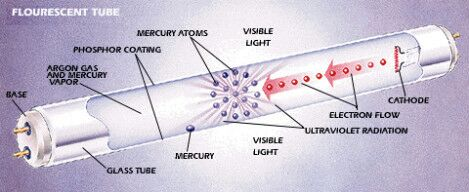 FLOURESCENT TUBE
MERCURY ATOMS
VISIBLE
LIGHT
PHOSPHOR COATING
ARGON GAS
AND MERCURY
VAPOR
BASE
CATHODE
ELECTRON FLOW
ULTRAVIOLET RADIATION
VISIBLE
LIGHT
MERCURY
GLASS TUBE